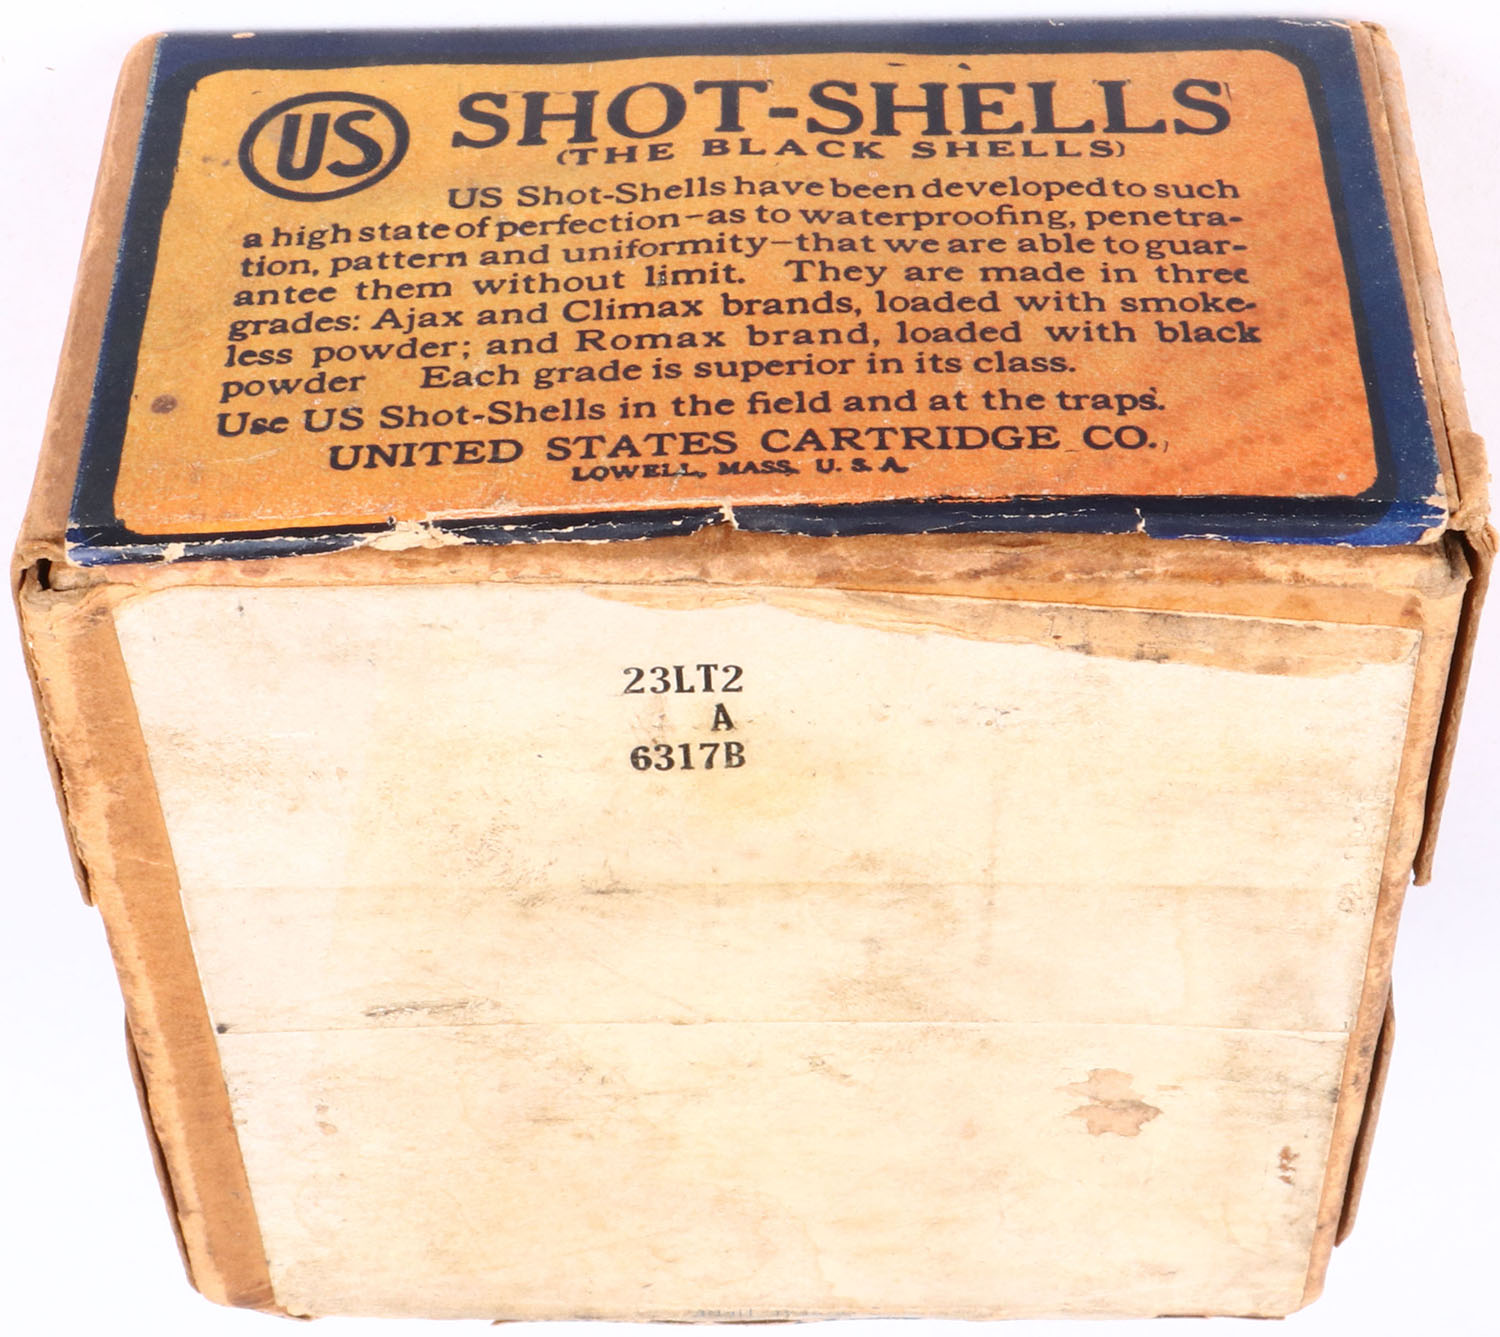 US SHOT-SHELLS
(THE BLACK SHELLS)
US Shot-Shells have been developed to such
a high state of perfection—as to waterproofing, penetra-
tion, pattern and uniformity—that we are able to guar-
antee them without limit. They are made in three
grades: Ajax and Climax brands, loaded with smoke-
less powder; and Romax brand, loaded with black
powder Each grade is superior in its class.
Use US Shot-Shells in the field and at the traps.
UNITED STATES CARTRIDGE CO.,
LOWELL, MASS, U. S. A.
23LT2
A
6317B